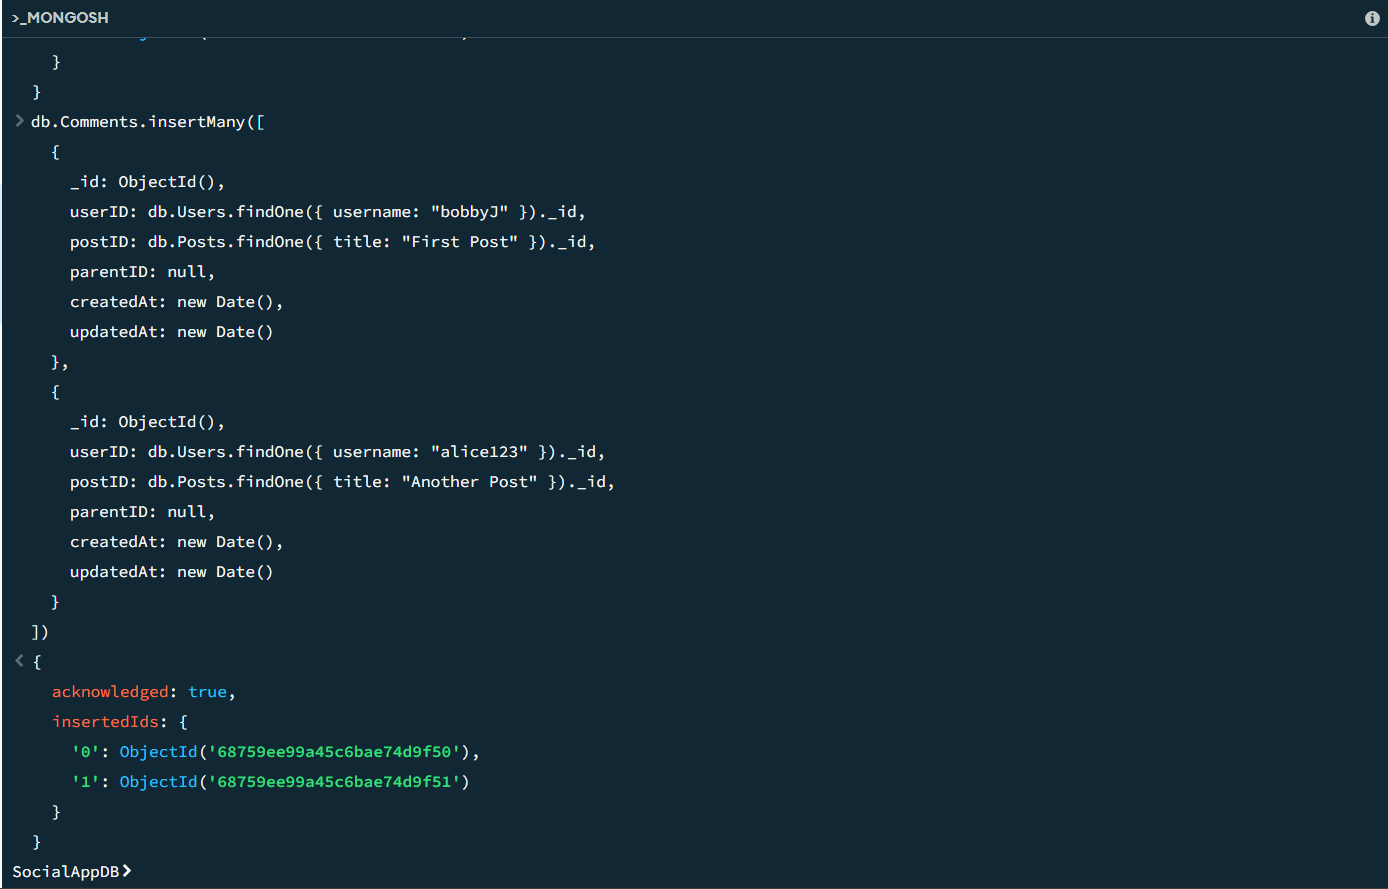 >_MONGOSH
}
}
> db.Comments.insertMany([
{
_id: ObjectId(),
userID: db.Users.findOne({ username: "bobbyJ" })._id,
postID: db.Posts.findOne({ title: "First Post" })._id,
parentID: null,
createdAt: new Date(),
updatedAt: new Date()
},
{
_id: ObjectId(),
userID: db.Users.findOne({ username: "alice123" })._id,
postID: db.Posts.findOne({ title: "Another Post" })._id,
parentID: null,
createdAt: new Date(),
updatedAt: new Date()
}
])
< {
acknowledged: true,
insertedIds: {
'0': ObjectId('68759ee99a45c6bae74d9f50'),
'1': ObjectId('68759ee99a45c6bae74d9f51')
}
}
SocialAppDB>